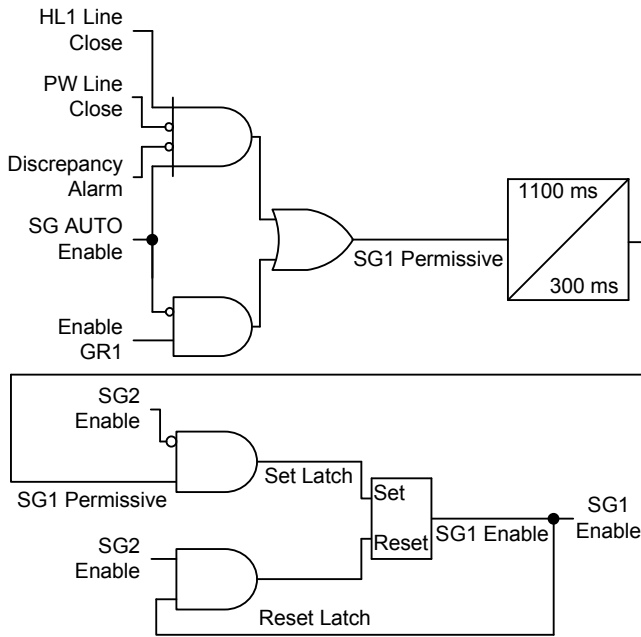 HL1 Line
Close
PW Line
Close
Discrepancy
Alarm
SG AUTO
Enable
Enable
GR1
SG1 Permissive
1100 ms
300 ms
SG2
Enable
SG1 Permissive
Set Latch
Set
Reset
SG1 Enable
SG1
Enable
SG2
Enable
Reset Latch